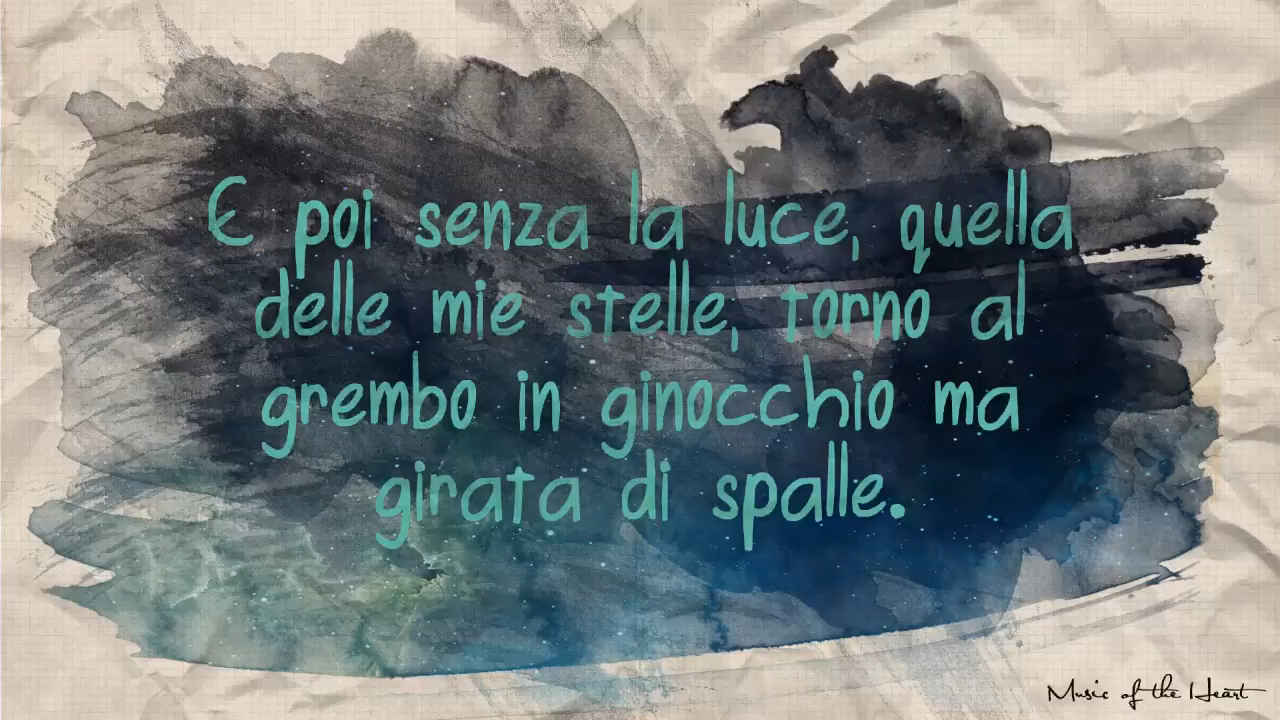 E poi senza la luce, quella
delle mie stelle, torno al
grembo in ginocchio ma
girata di spalle.
Music of the Heart